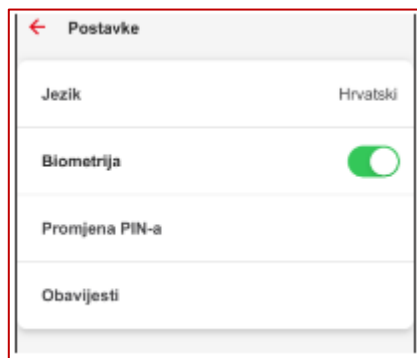 Postavke
Jezik Hrvatski
Biometrija
Promjena PIN-a
Obavijesti